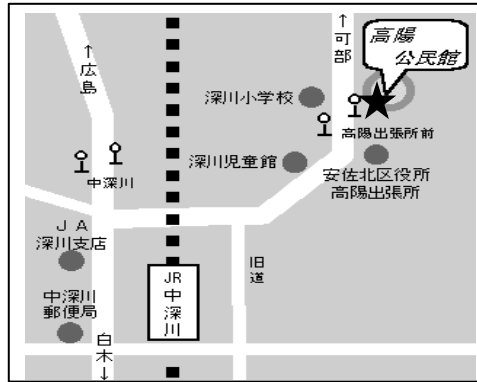 ↑広島
↑可部
高陽
公民館
深川小学校
高陽出張所前
中深川
深川児童館
安佐北区役所
高陽出張所
ＪＡ
深川支店
旧道
JR
中深川
中深川
郵便局
白木↓